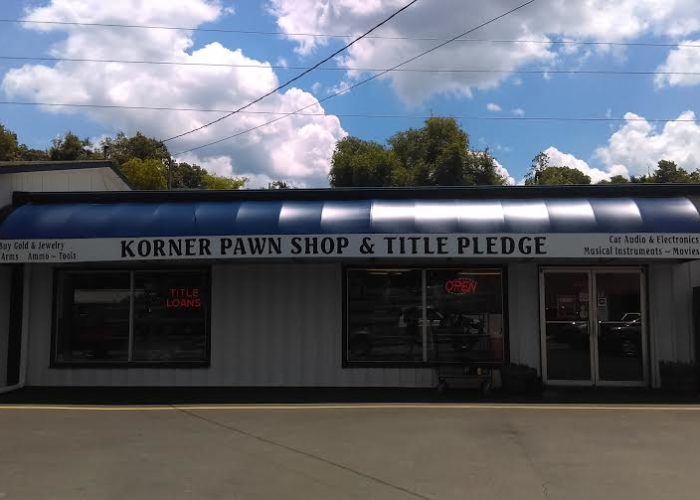 Buy Gold & Jewelry
Arms Ammo ~ Tools
KORNER PAWN SHOP & TITLE PLEDGE
Car Audio & Electronics
Musical Instruments ~ Movies
TITLE
LOANS
OPEN